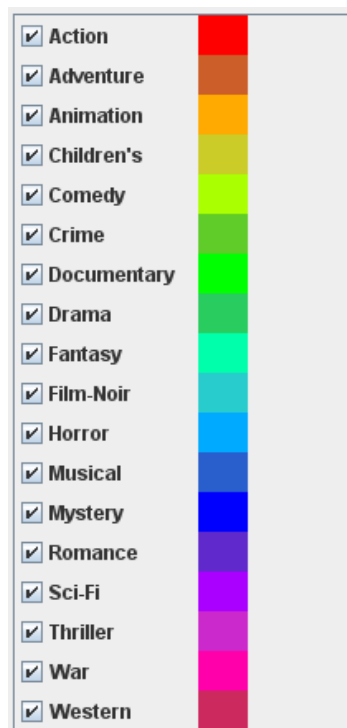 Action
Adventure
Animation
Children's
Comedy
Crime
Documentary
Drama
Fantasy
Film-Noir
Horror
Musical
Mystery
Romance
Sci-Fi
Thriller
War
Western